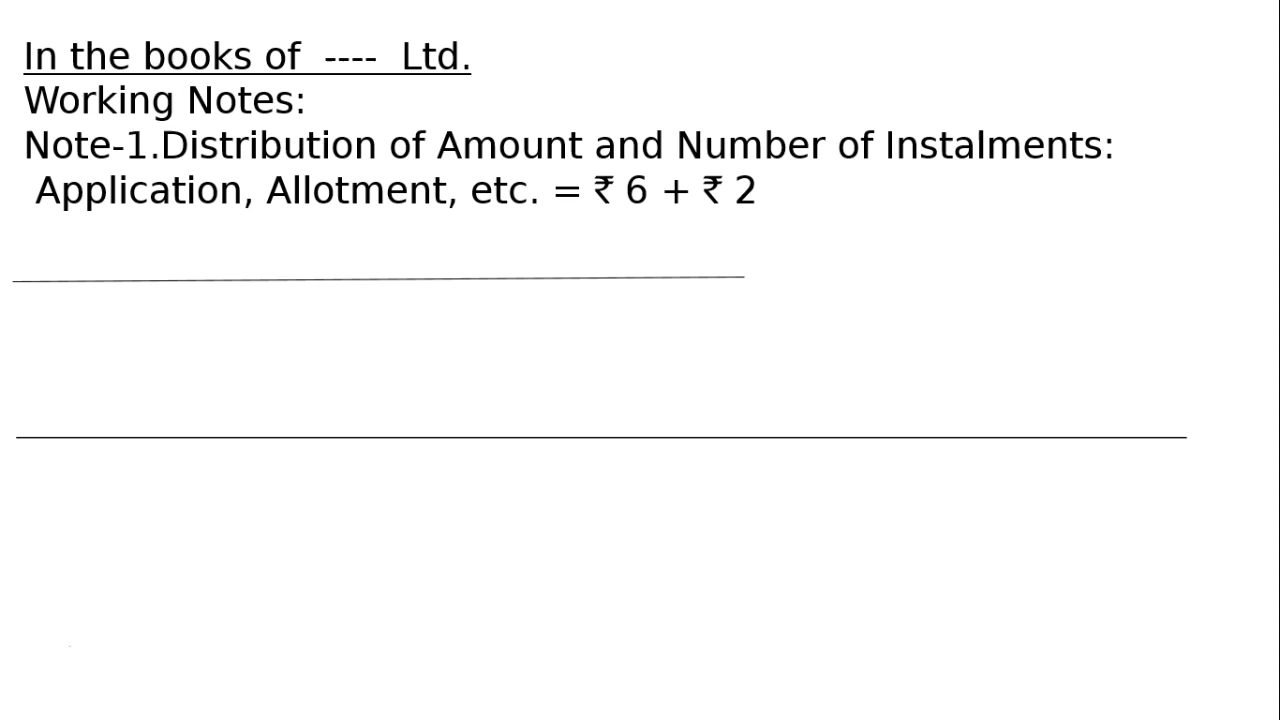 In the books of  ----  Ltd.
Working Notes:
Note-1.Distribution of Amount and Number of Instalments:
Application, Allotment, etc. = ₹ 6 + ₹ 2